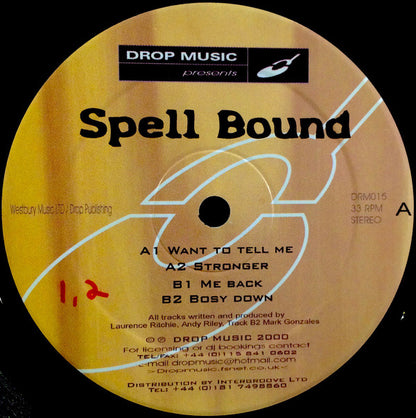 DROP MUSIC
presents
Spell Bound
Westbury Music LTD / Drop Publishing
DRM015
33 RPM
STEREO
A
A1 Want to tell me
A2 Stronger
B1 Me back
B2 Bosy down
1,2
All tracks written and produced by
Laurence Ritchie, Andy Riley, Track B2 Mark Gonzales
© ℗ DROP MUSIC 2000
For licensing or dj bookings contact
Tel/Fax: +44 (0)115 841 0602
e-mail dropmusic@hotmail.com
>Dropmusic.fsnet.co.uk<
Distribution by Intergroove Ltd
Tel: +44 (0)181 7495860